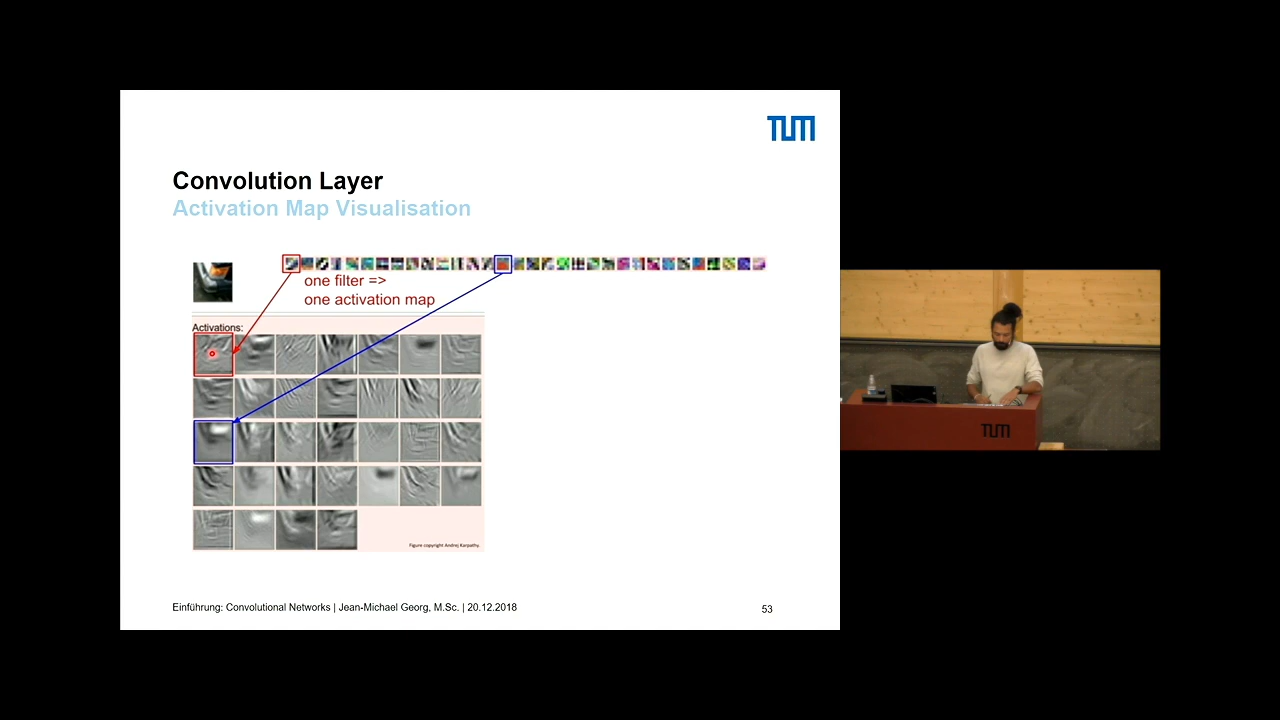 TUM
Convolution Layer
Activation Map Visualisation
one filter =>
one activation map
Activations:
Figure copyright Andrej Karpathy.
Einführung: Convolutional Networks | Jean-Michael Georg, M.Sc. | 20.12.2018
53
TUM